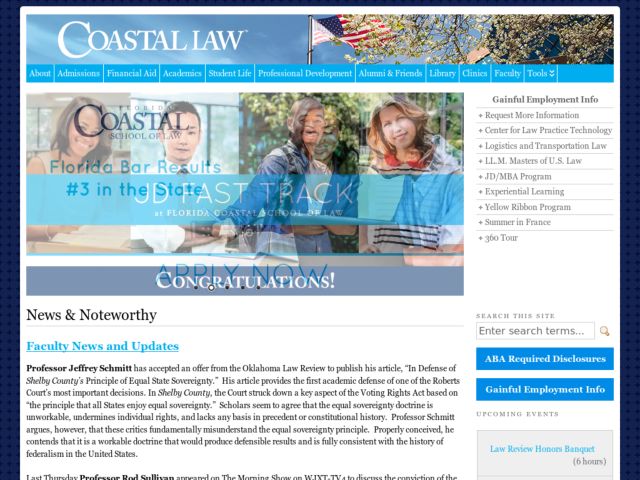 COASTAL LAW
About
Admissions
Financial Aid
Academics
Student Life
Professional Development
Alumni & Friends
Library
Clinics
Faculty
Tools
FLORIDA
COASTAL
SCHOOL OF LAW
Florida Bar Results
#3 in the State
JD FAST TRACK
at FLORIDA COASTAL SCHOOL OF LAW
APPLY NOW
CONGRATULATIONS!
Gainful Employment Info
+ Request More Information
+ Center for Law Practice Technology
+ Logistics and Transportation Law
+ LL.M. Masters of U.S. Law
+ JD/MBA Program
+ Experiential Learning
+ Yellow Ribbon Program
+ Summer in France
+ 360 Tour
News & Noteworthy
Faculty News and Updates
Professor Jeffrey Schmitt has accepted an offer from the Oklahoma Law Review to publish his article, “In Defense of
Shelby County’s Principle of Equal State Sovereignty.” His article provides the first academic defense of one of the Roberts
Court’s most important decisions. In Shelby County, the Court struck down a key aspect of the Voting Rights Act based on
“the principle that all States enjoy equal sovereignty.” Scholars seem to agree that the equal sovereignty doctrine is
unworkable, undermines individual rights, and lacks any basis in precedent or constitutional history. Professor Schmitt
argues, however, that these critics fundamentally misunderstand the equal sovereignty principle. Properly conceived, he
contends that it is a workable doctrine that would produce defensible results and is fully consistent with the history of
federalism in the United States.
Last Thursday Professor Rod Sullivan appeared on The Morning Show on WJXT-TV4 to discuss the conviction of the
SEARCH THIS SITE
Enter search terms...
ABA Required Disclosures
Gainful Employment Info
UPCOMING EVENTS
Law Review Honors Banquet
(6 hours)